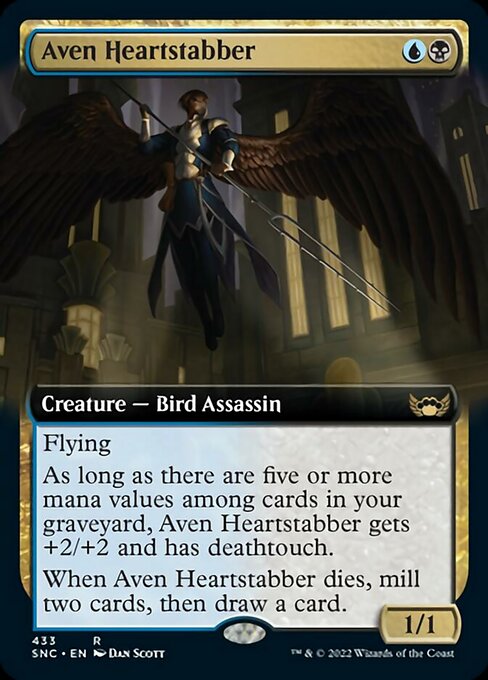 Aven Heartstabber
Creature — Bird Assassin
Flying
As long as there are five or more
mana values among cards in your
graveyard, Aven Heartstabber gets
+2/+2 and has deathtouch.
When Aven Heartstabber dies, mill
two cards, then draw a card.
1/1
433 R
SNC • EN DAN SCOTT
™ & © 2022 Wizards of the Coast